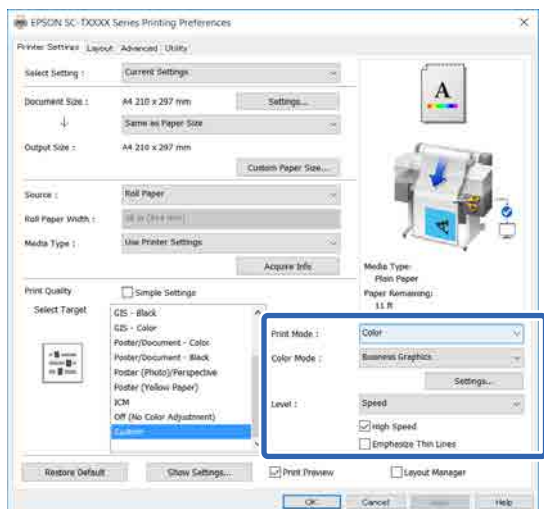 EPSON SC-TXXXX Series Printing Preferences
Printer Settings Layout Advanced Utility
Select Setting : Current Settings
Document Size : A4 210 x 297 mm Settings...
Same as Paper Size
Output Size : A4 210 x 297 mm
Custom Paper Size...
Source : Roll Paper
Roll Paper Width :
Media Type : Use Printer Settings
Acquire Info
Print Quality Simple Settings
Select Target
GIS - Black
GIS - Color
Poster/Document - Color
Poster/Document - Black
Poster (Photo)/Perspective
Poster (Yellow Paper)
ICM
Off (No Color Adjustment)
Custom
A
Media Type:
Plain Paper
Paper Remaining:
11 ft
Print Mode : Color
Color Mode : Business Graphics
Settings...
Level : Speed
High Speed
Emphasize Thin Lines
Restore Default Show Settings... Print Preview Layout Manager
OK Cancel Apply Help